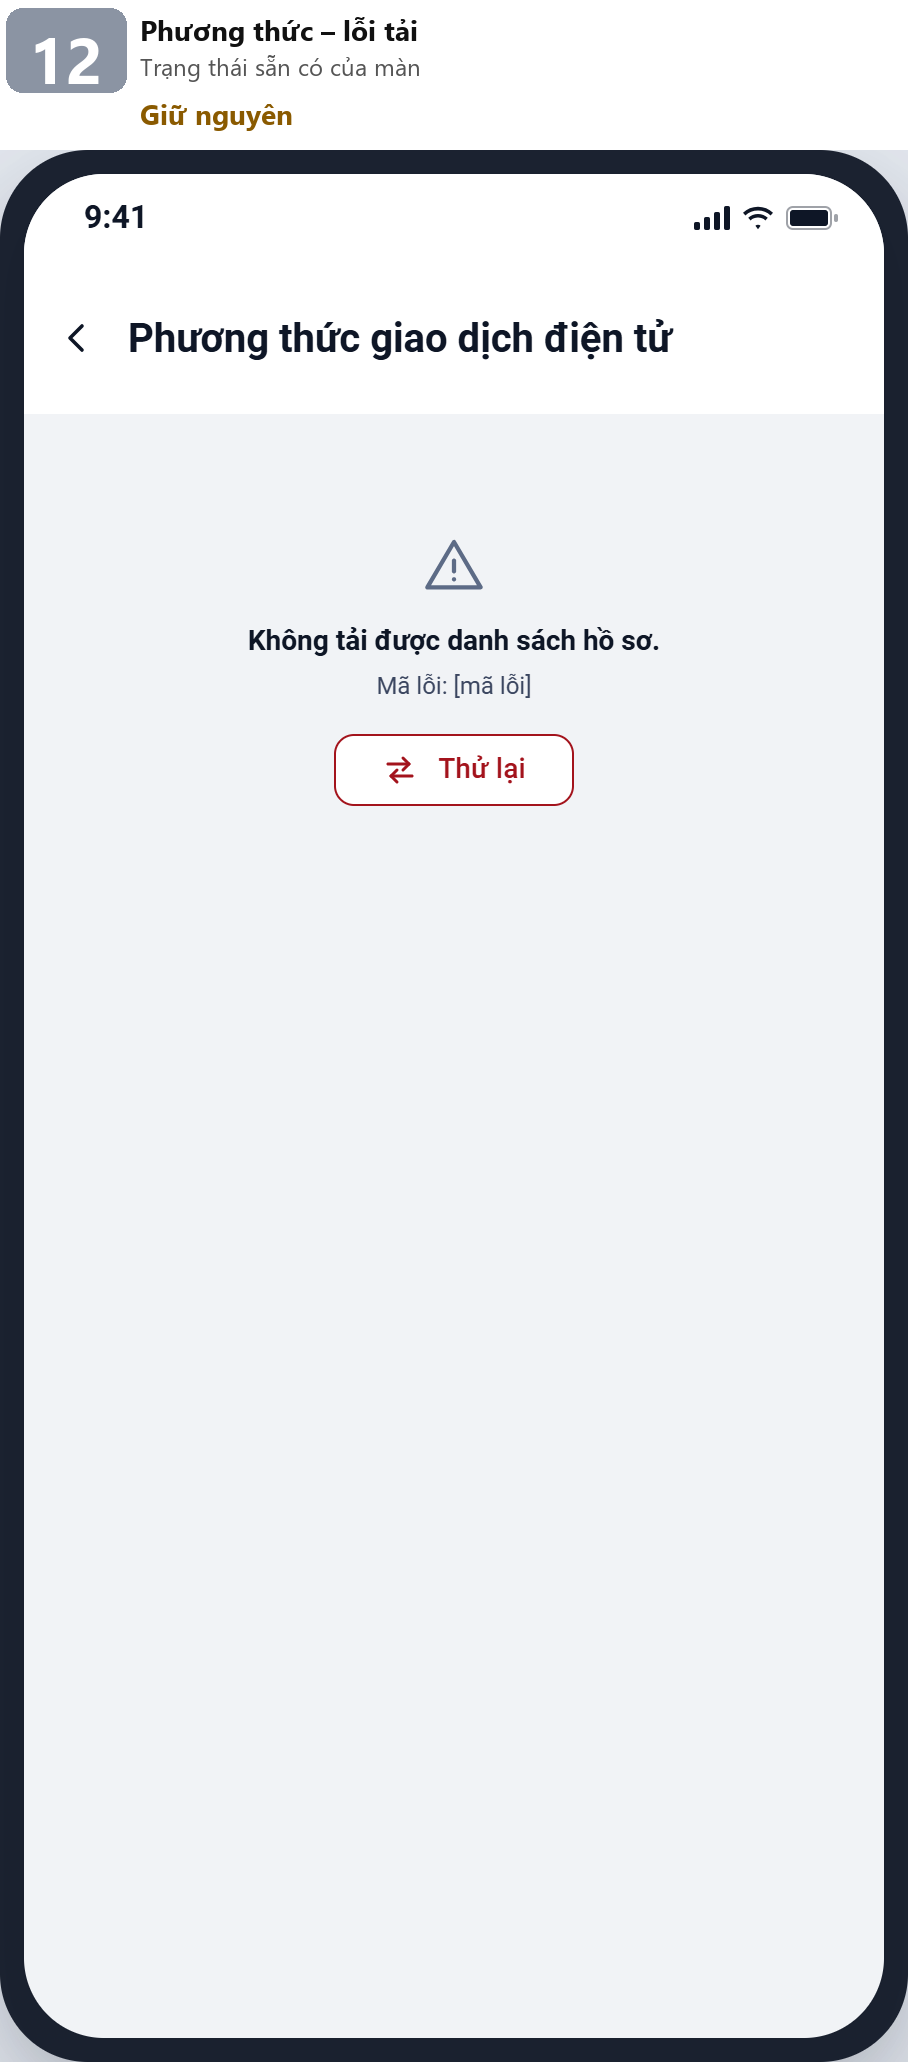 12
Phương thức – lỗi tải
Trạng thái sẵn có của màn
Giữ nguyên
9:41
Phương thức giao dịch điện tử
Không tải được danh sách hồ sơ.
Mã lỗi: [mã lỗi]
Thử lại